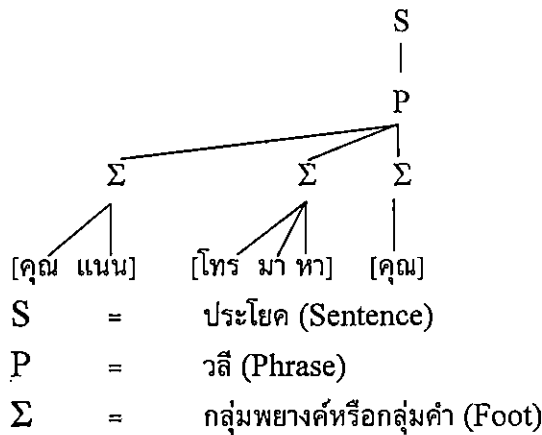 S
P
Σ Σ Σ
[คุณ แนน] [โทร มา หา] [คุณ]
S = ประโยค (Sentence)
P = วลี (Phrase)
Σ = กลุ่มพยางค์หรือกลุ่มคำ (Foot)